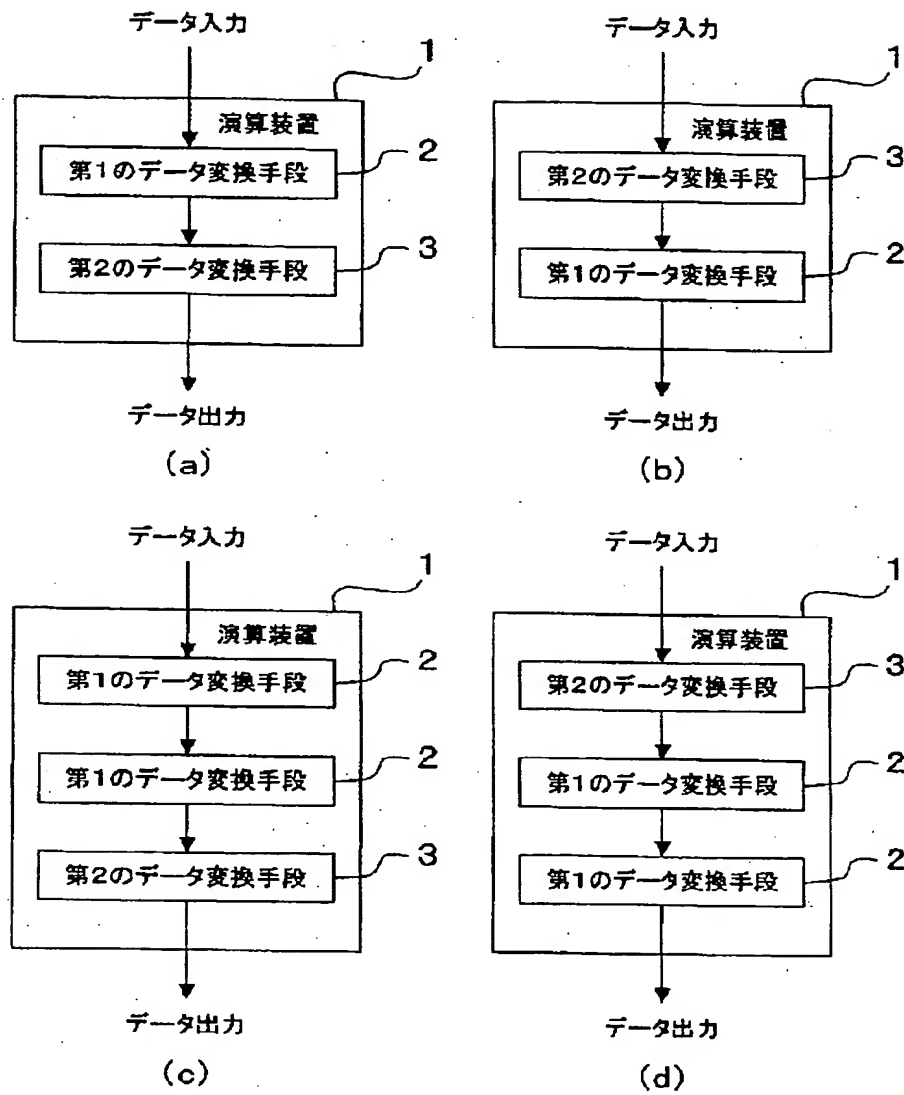 データ入力
1
演算装置
第1のデータ変換手段
2
第2のデータ変換手段
3
データ出力
(a)
データ入力
1
演算装置
第2のデータ変換手段
3
第1のデータ変換手段
2
データ出力
(b)
データ入力
1
演算装置
第1のデータ変換手段
2
第1のデータ変換手段
2
第2のデータ変換手段
3
データ出力
(c)
データ入力
1
演算装置
第2のデータ変換手段
3
第1のデータ変換手段
2
第1のデータ変換手段
2
データ出力
(d)